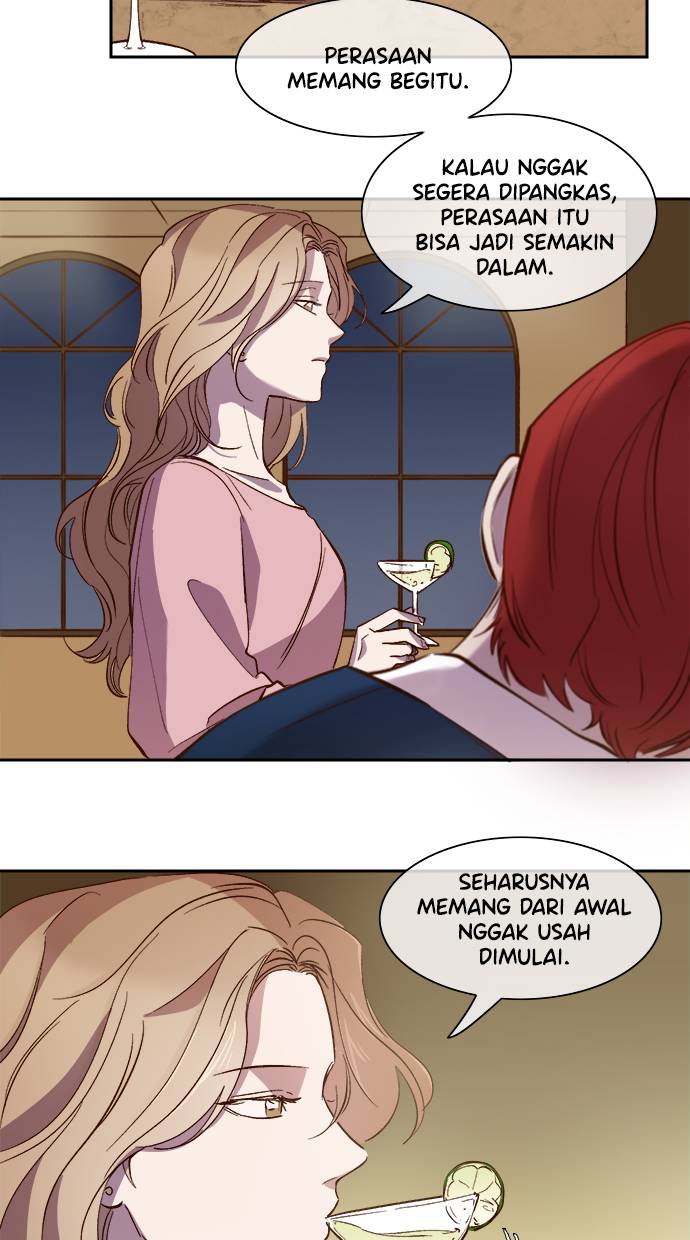 PERASAAN
MEMANG BEGITU.
KALAU NGGAK
SEGERA DIPANGKAS,
PERASAAN ITU
BISA JADI SEMAKIN
DALAM.
SEHARUSNYA
MEMANG DARI AWAL
NGGAK USAH
DIMULAI.